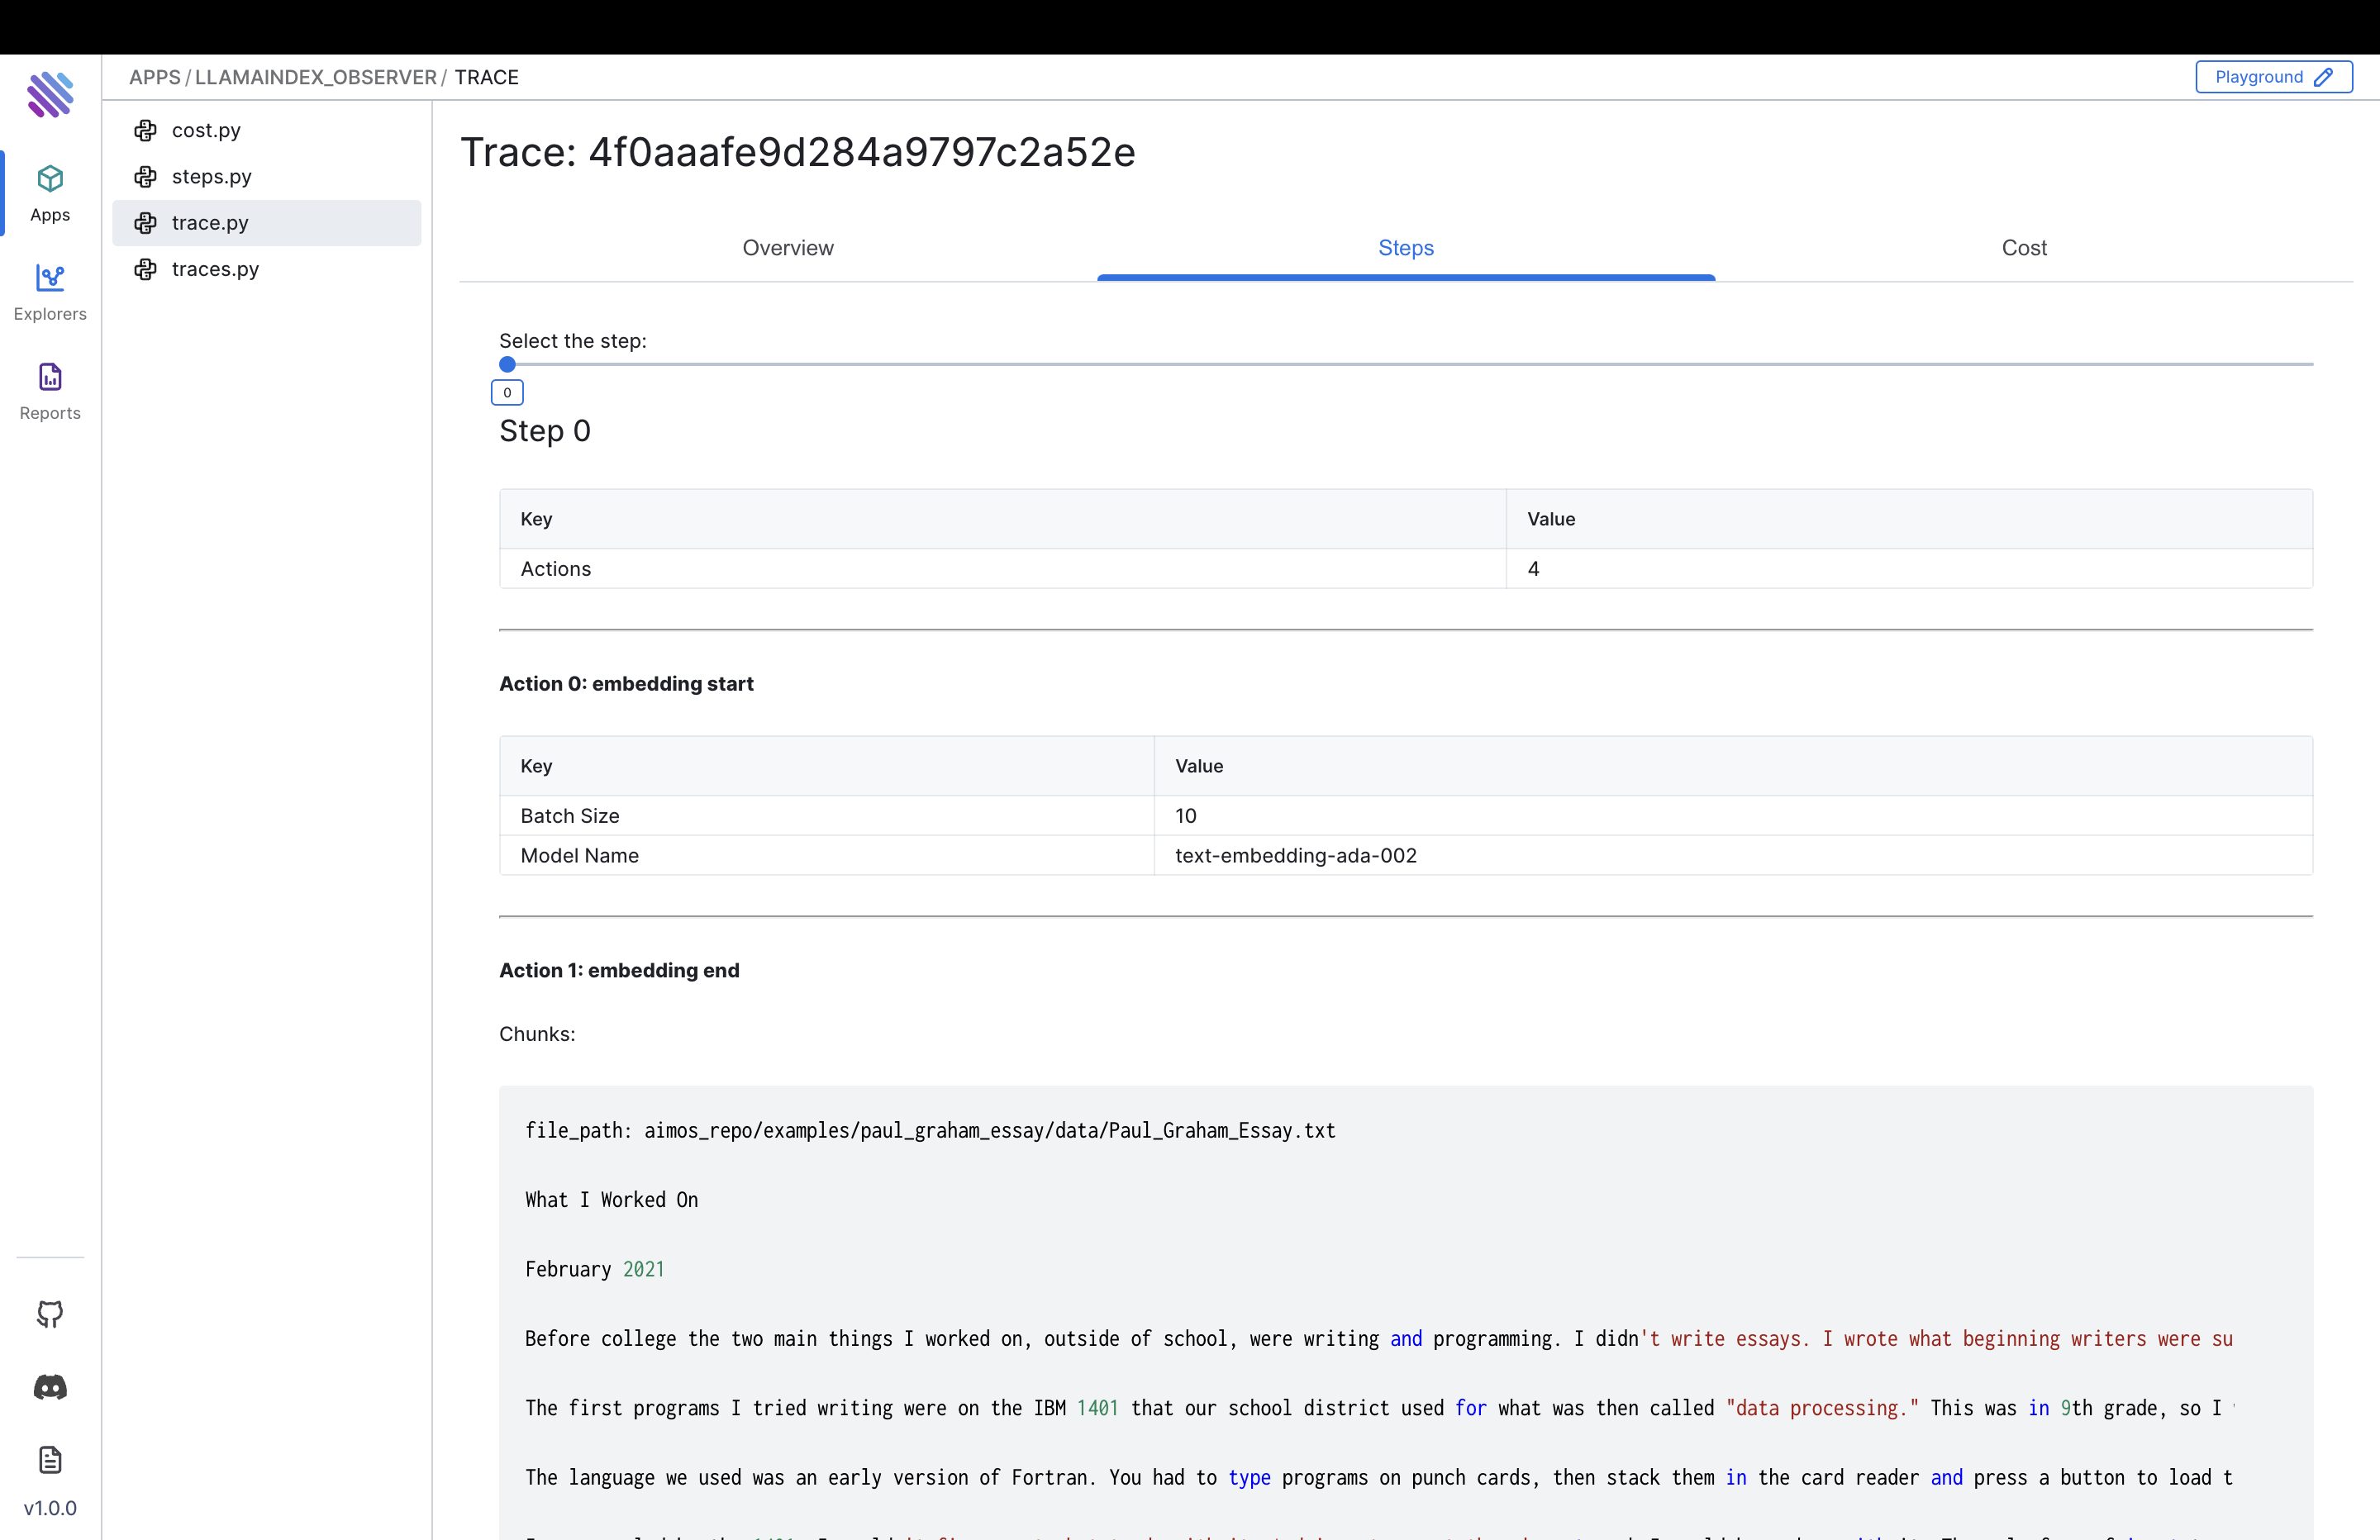 APPS / LLAMAINDEX_OBSERVER / TRACE
Playground
Apps
Explorers
Reports
v1.0.0
cost.py
steps.py
trace.py
traces.py
Trace: 4f0aaafe9d284a9797c2a52e
Overview Steps Cost
Select the step:
0
Step 0
Key Value
Actions 4
Action 0: embedding start
Key Value
Batch Size 10
Model Name text-embedding-ada-002
Action 1: embedding end
Chunks:
file_path: aimos_repo/examples/paul_graham_essay/data/Paul_Graham_Essay.txt
What I Worked On
February 2021
Before college the two main things I worked on, outside of school, were writing and programming. I didn't write essays. I wrote what beginning writers were su
The first programs I tried writing were on the IBM 1401 that our school district used for what was then called "data processing." This was in 9th grade, so I
The language we used was an early version of Fortran. You had to type programs on punch cards, then stack them in the card reader and press a button to load t